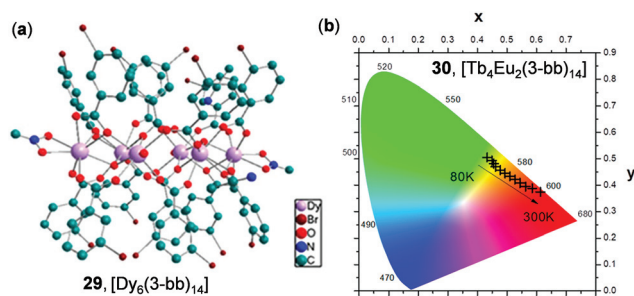 (a)
Dy
Br
O
N
C
29, [Dy6(3-bb)14]
(b)
x
0.0 0.1 0.2 0.3 0.4 0.5 0.6 0.7
30, [Tb4Eu2(3-bb)14]
0.9
0.8
0.7
0.6
0.5
0.4
0.3
0.2
0.1
0.0
y
520
510
550
500
580
80K
600
300K
490
680
470